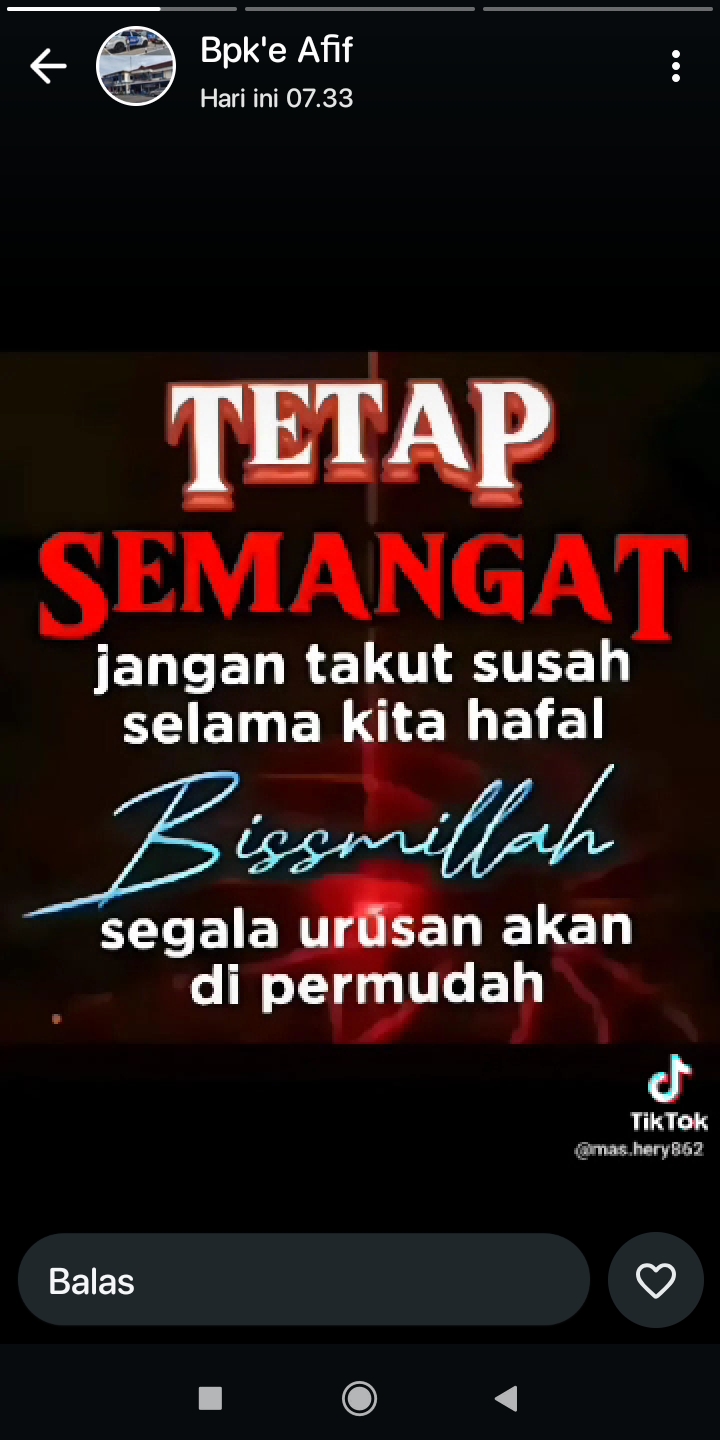 Bpk'e Afif
Hari ini 07.33
TETAP
SEMANGAT
jangan takut susah
selama kita hafal
Bissmillah
segala urusan akan
di permudah
TikTok
@mas.hery862
Balas